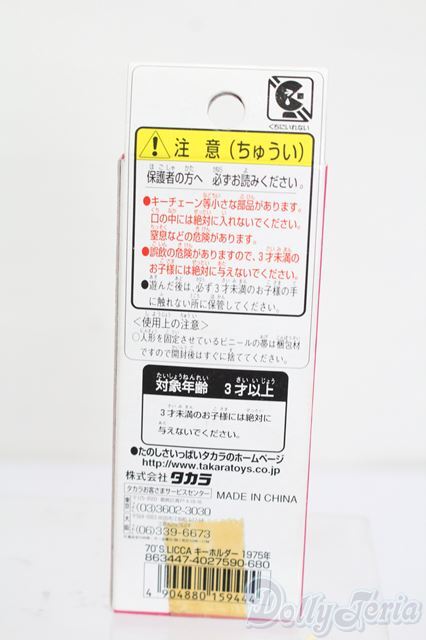 くちにいれない
注意(ちゅうい)
保護者の方へ 必ずお読みください。
●キーチェーン等小さな部品があります。
口の中には絶対に入れないでください。
窒息などの危険があります。
●誤飲の危険がありますので、3才未満の
お子様には絶対に与えないでください。
●遊んだ後は、必ず3才未満のお子様の手
に触れない所に保管してください。
〈使用上の注意〉
○人形を固定させているビニールの帯は梱包材
ですので開封後はすぐに捨ててください。
対象年齢 3才以上
3才未満のお子様には絶対に
与えないでください。
●たのしさいっぱいタカラのホームページ
http://www.takaratoys.co.jp
株式会社タカラ
タカラお客さまサービスセンター
MADE IN CHINA
(03)3602-3030
(06)339-6673
70'S LICCA キーホルダー 1975年
863447-4027590-680
4 904880 159444
DollyTeria